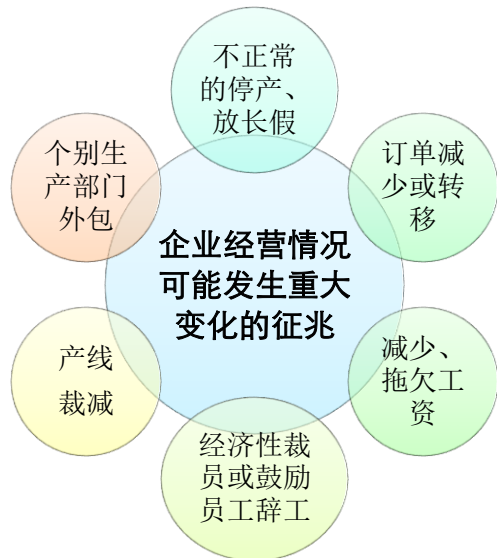 不正常
的停产、
放长假
个别生
产部门
外包
订单减
少或转
移
企业经营情况
可能发生重大
变化的征兆
产线
裁减
减少、
拖欠工
资
经济性裁
员或鼓励
员工辞工